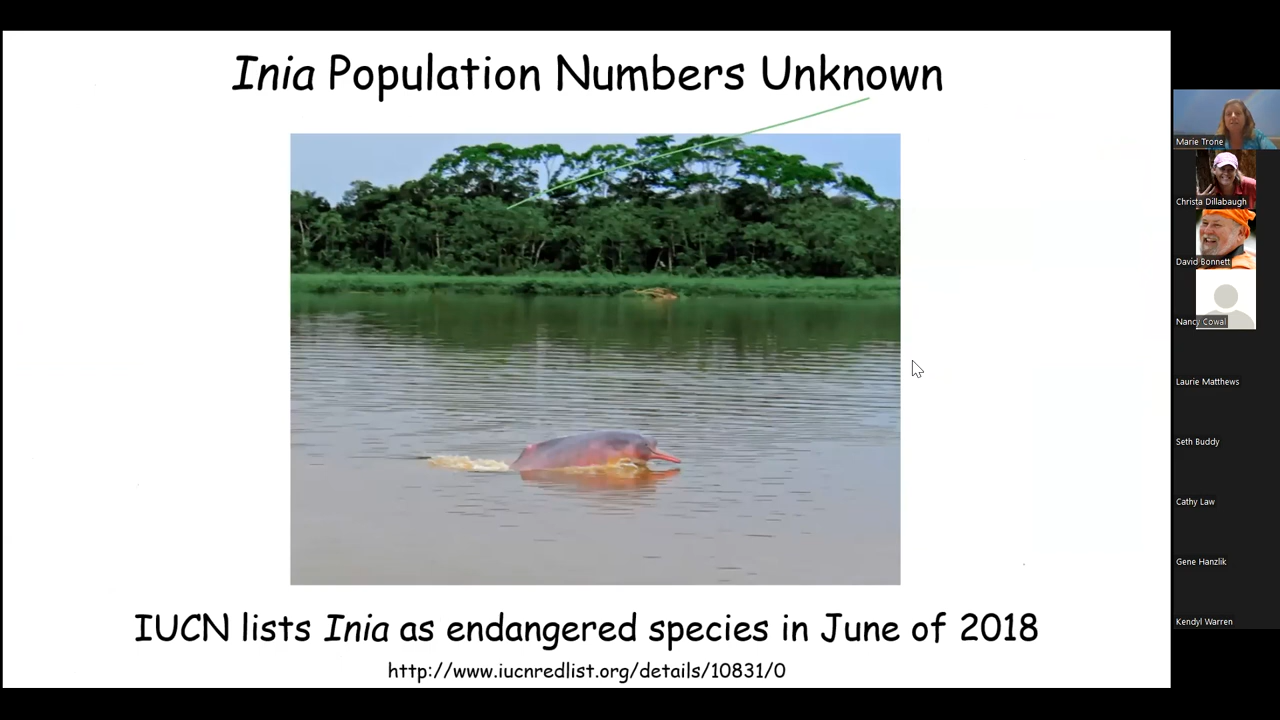 Inia Population Numbers Unknown
IUCN lists Inia as endangered species in June of 2018
http://www.iucnredlist.org/details/10831/0
Marie Trone
Christa Dillabaugh
David Bonnett
Nancy Cowal
Laurie Matthews
Seth Buddy
Cathy Law
Gene Hanzlik
Kendyl Warren